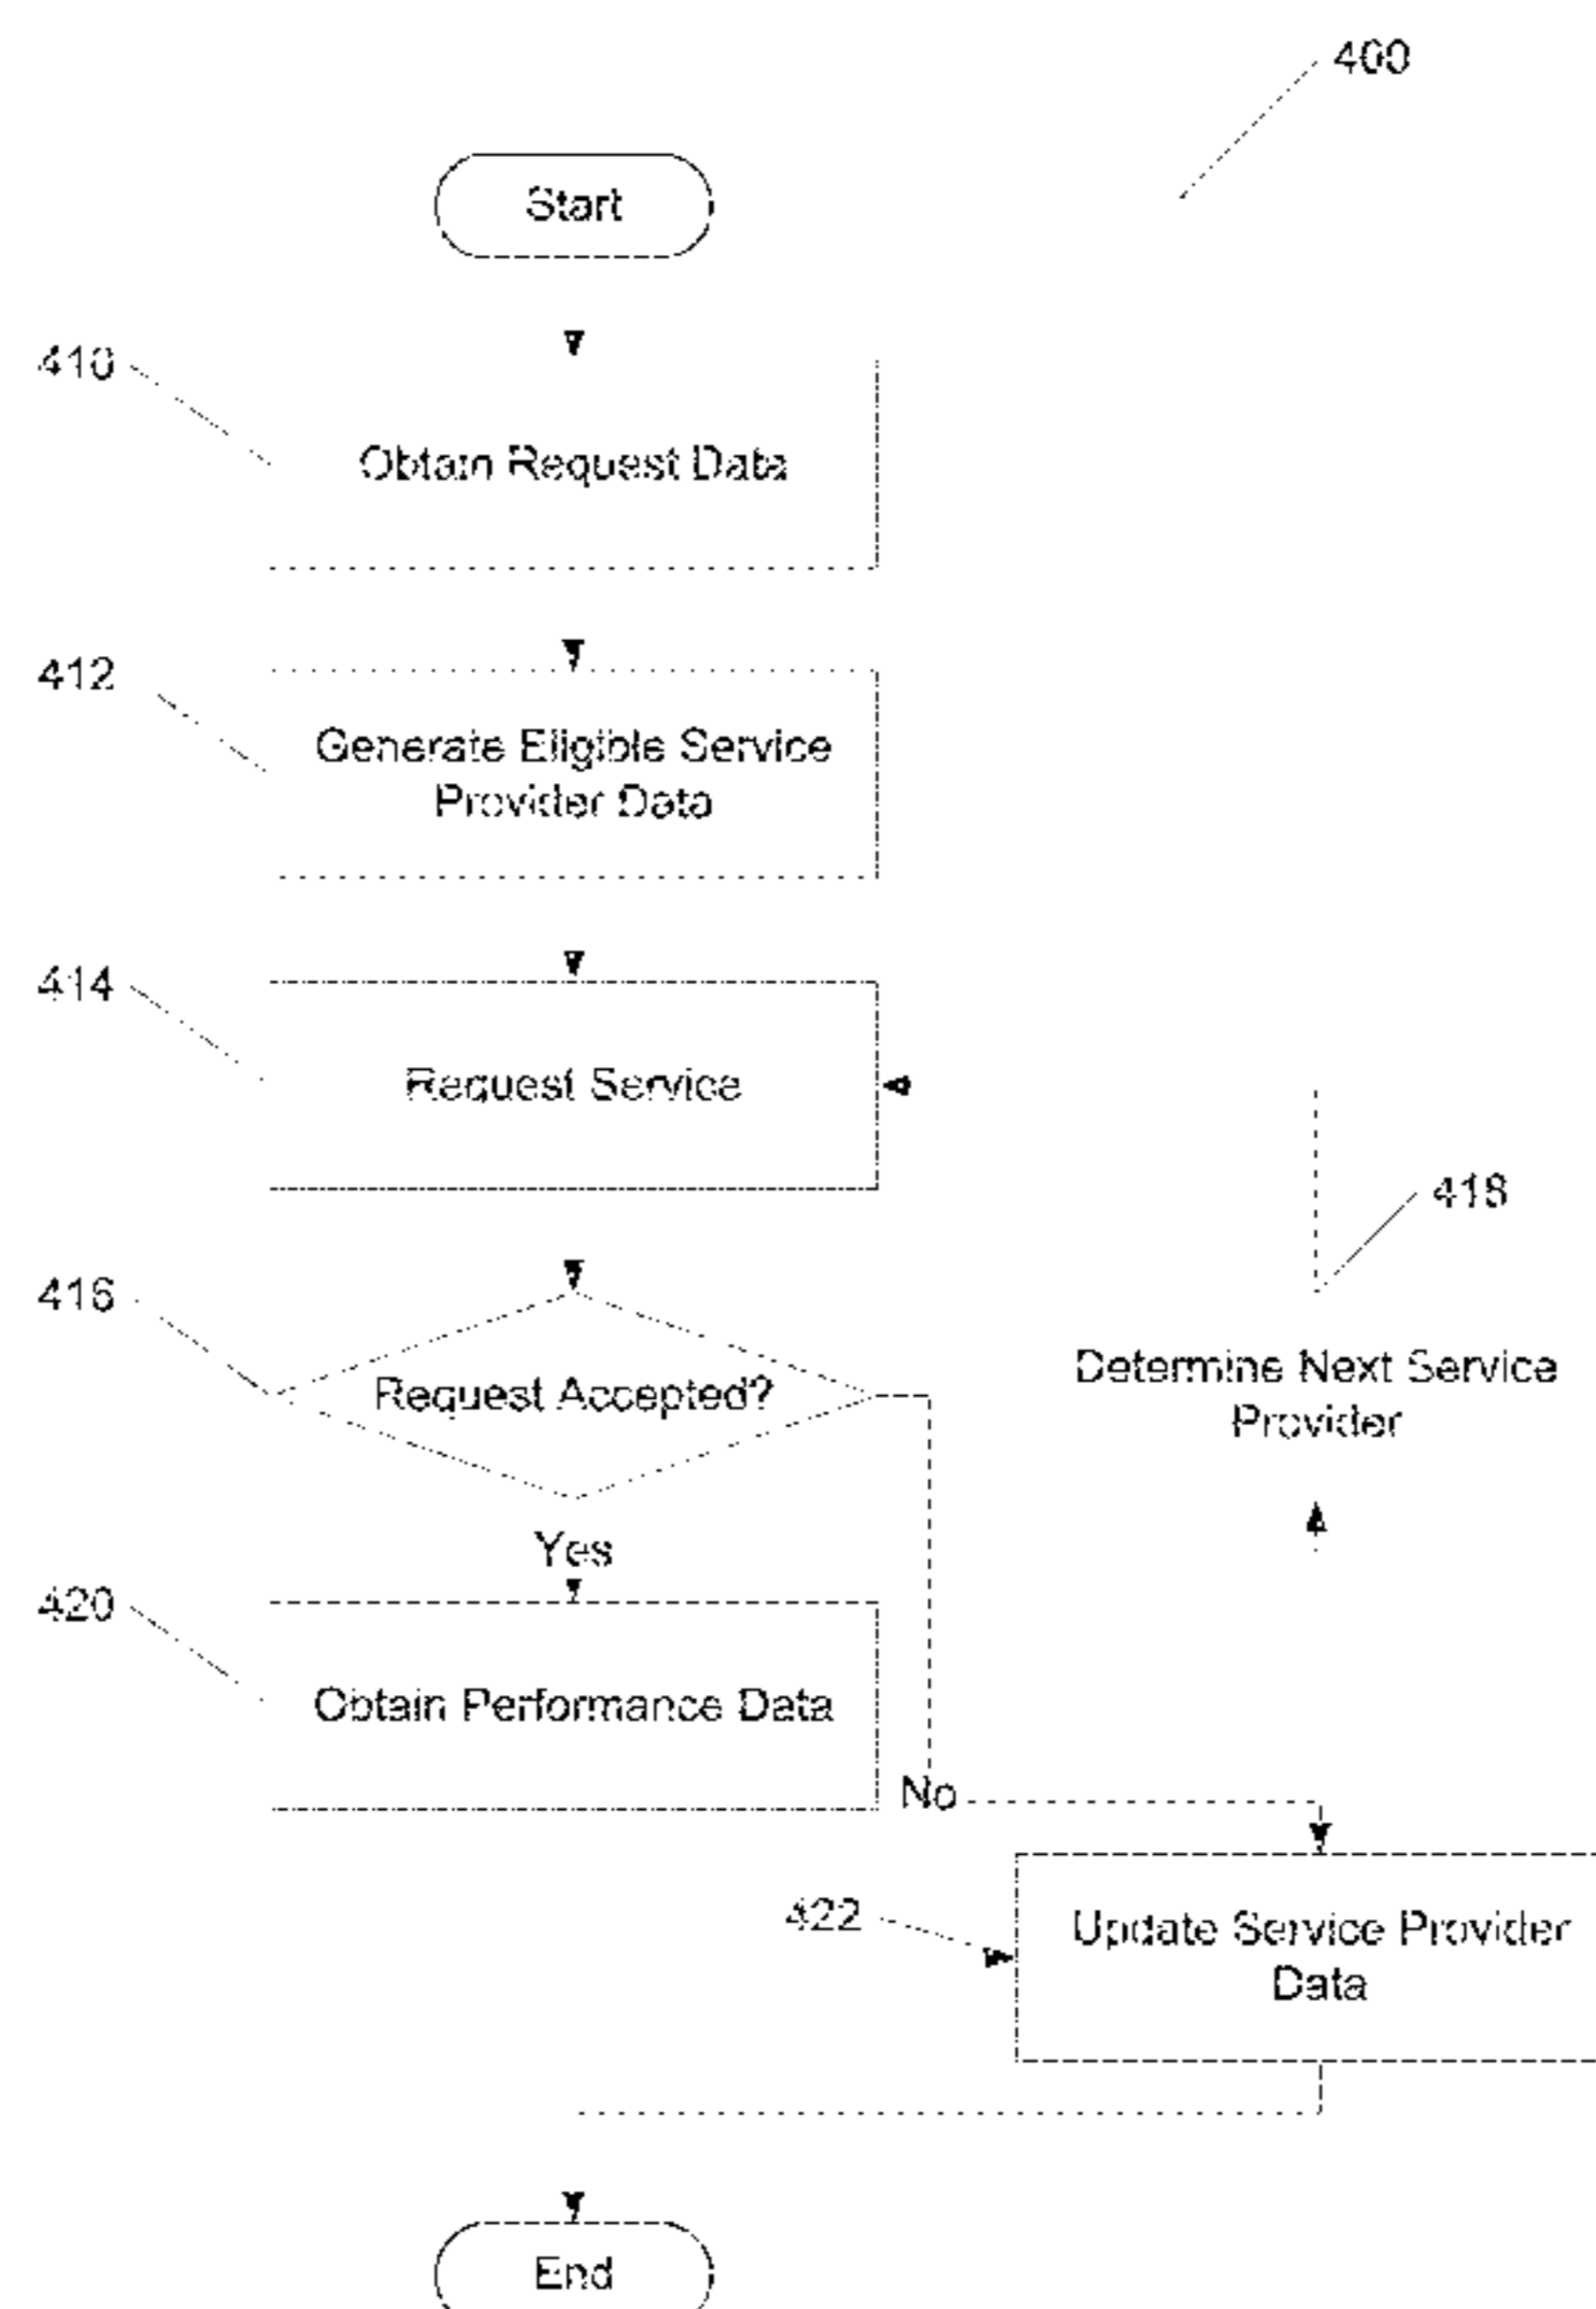 400
Start
410
Obtain Request Data
412
Generate Eligible Service
Provider Data
414
Request Service
418
416
Request Accepted?
Determine Next Service
Provider
Yes
420
Obtain Performance Data
No
422
Update Service Provider
Data
End